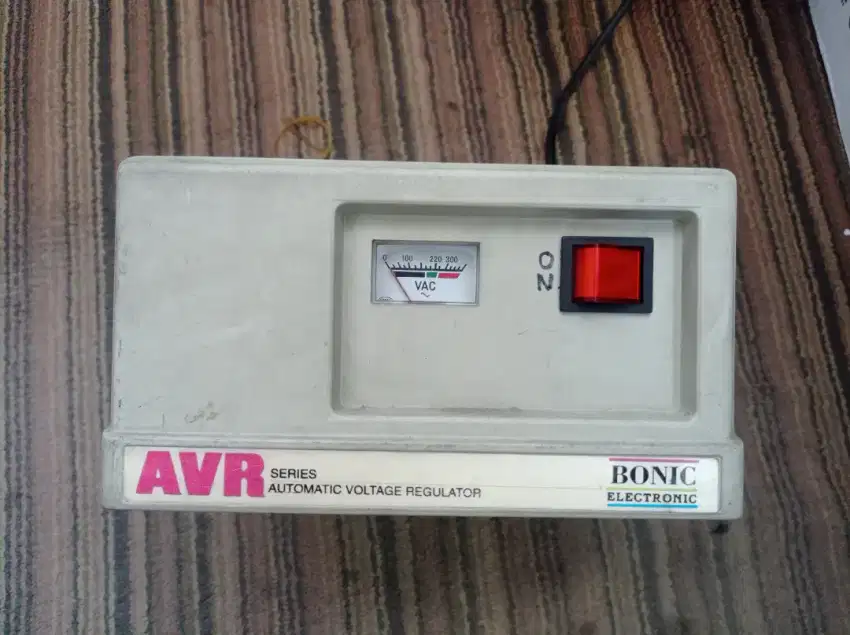 0 100 220 300
VAC
~
ON
AVR SERIES
AUTOMATIC VOLTAGE REGULATOR
BONIC
ELECTRONIC